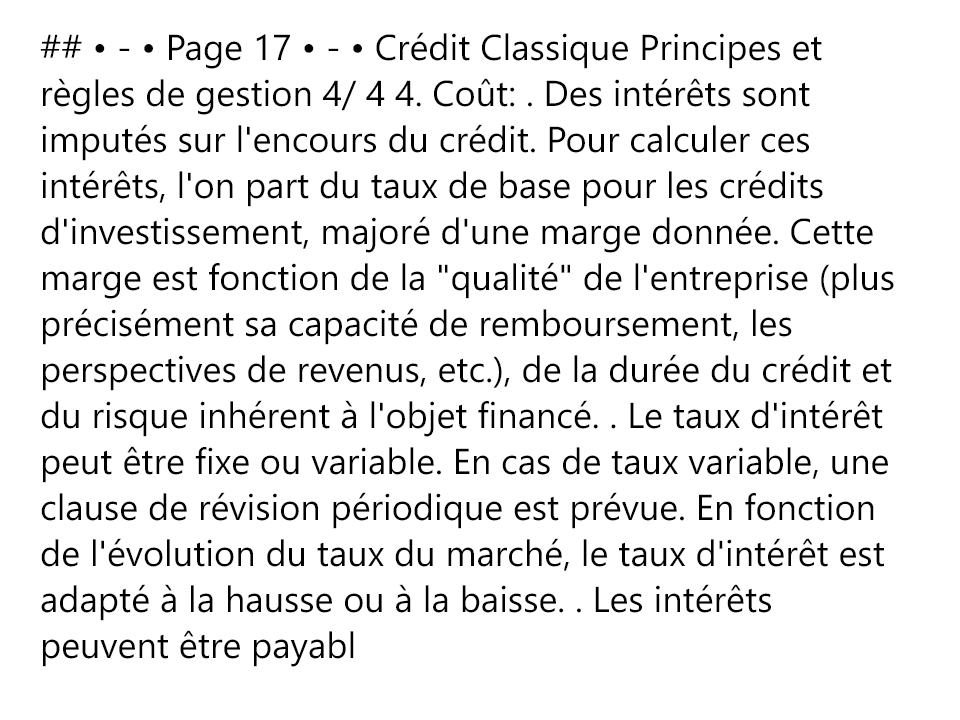 ## • - • Page 17 • - • Crédit Classique Principes et
règles de gestion 4/ 4 4. Coût: . Des intérêts sont
imputés sur l'encours du crédit. Pour calculer ces
intérêts, l'on part du taux de base pour les crédits
d'investissement, majoré d'une marge donnée. Cette
marge est fonction de la "qualité" de l'entreprise (plus
précisément sa capacité de remboursement, les
perspectives de revenus, etc.), de la durée du crédit et
du risque inhérent à l'objet financé. . Le taux d'intérêt
peut être fixe ou variable. En cas de taux variable, une
clause de révision périodique est prévue. En fonction
de l'évolution du taux du marché, le taux d'intérêt est
adapté à la hausse ou à la baisse. . Les intérêts
peuvent être payabl